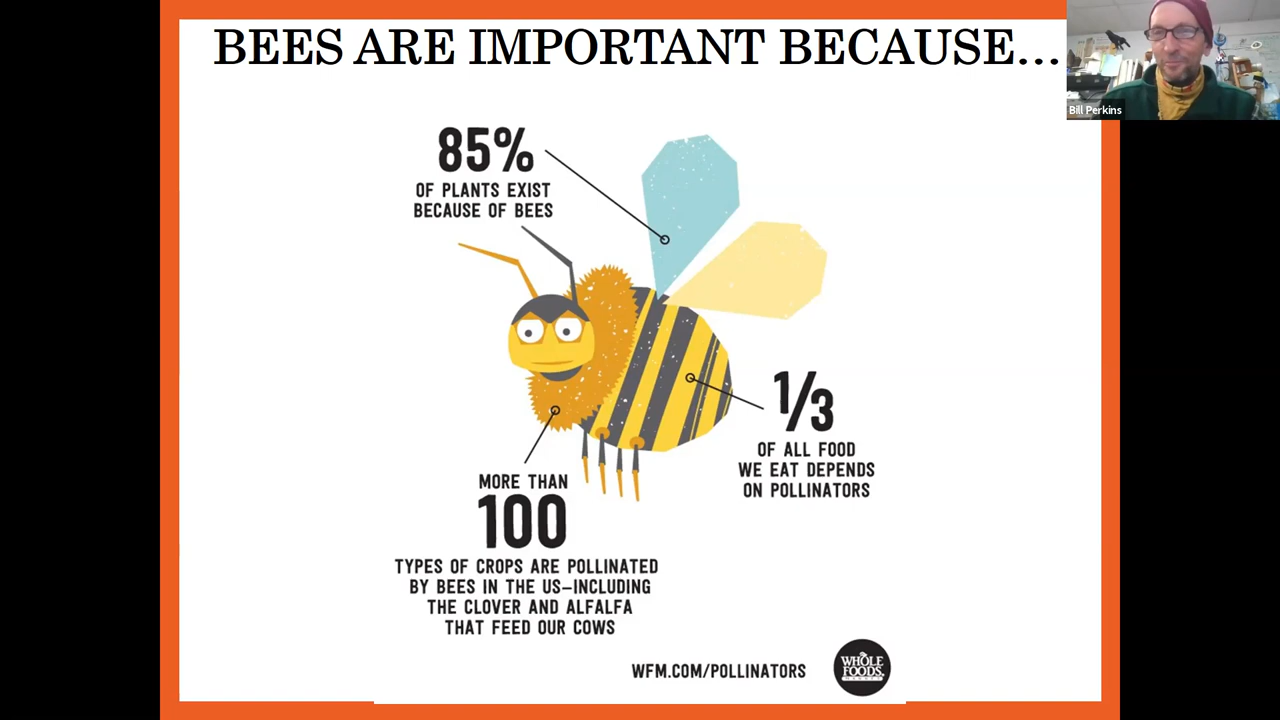 BEES ARE IMPORTANT BECAUSE...
Bill Perkins
85%
OF PLANTS EXIST
BECAUSE OF BEES
1/3
OF ALL FOOD
WE EAT DEPENDS
ON POLLINATORS
MORE THAN
100
TYPES OF CROPS ARE POLLINATED
BY BEES IN THE US–INCLUDING
THE CLOVER AND ALFALFA
THAT FEED OUR COWS
WFM.COM/POLLINATORS
WHOLE
FOODS
MARKET